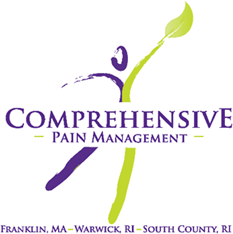 COMPREHENSIVE
– PAIN MANAGEMENT –
FRANKLIN, MA – WARWICK, RI – SOUTH COUNTY, RI